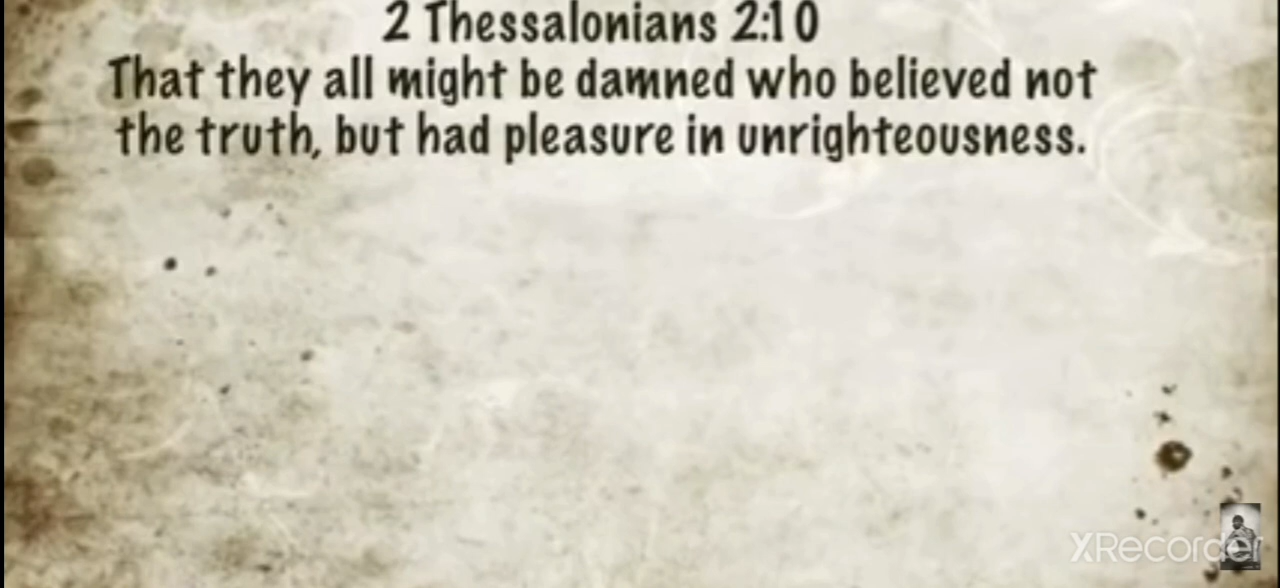 2 Thessalonians 2:10
That they all might be damned who believed not
the truth, but had pleasure in unrighteousness.
XRecorder